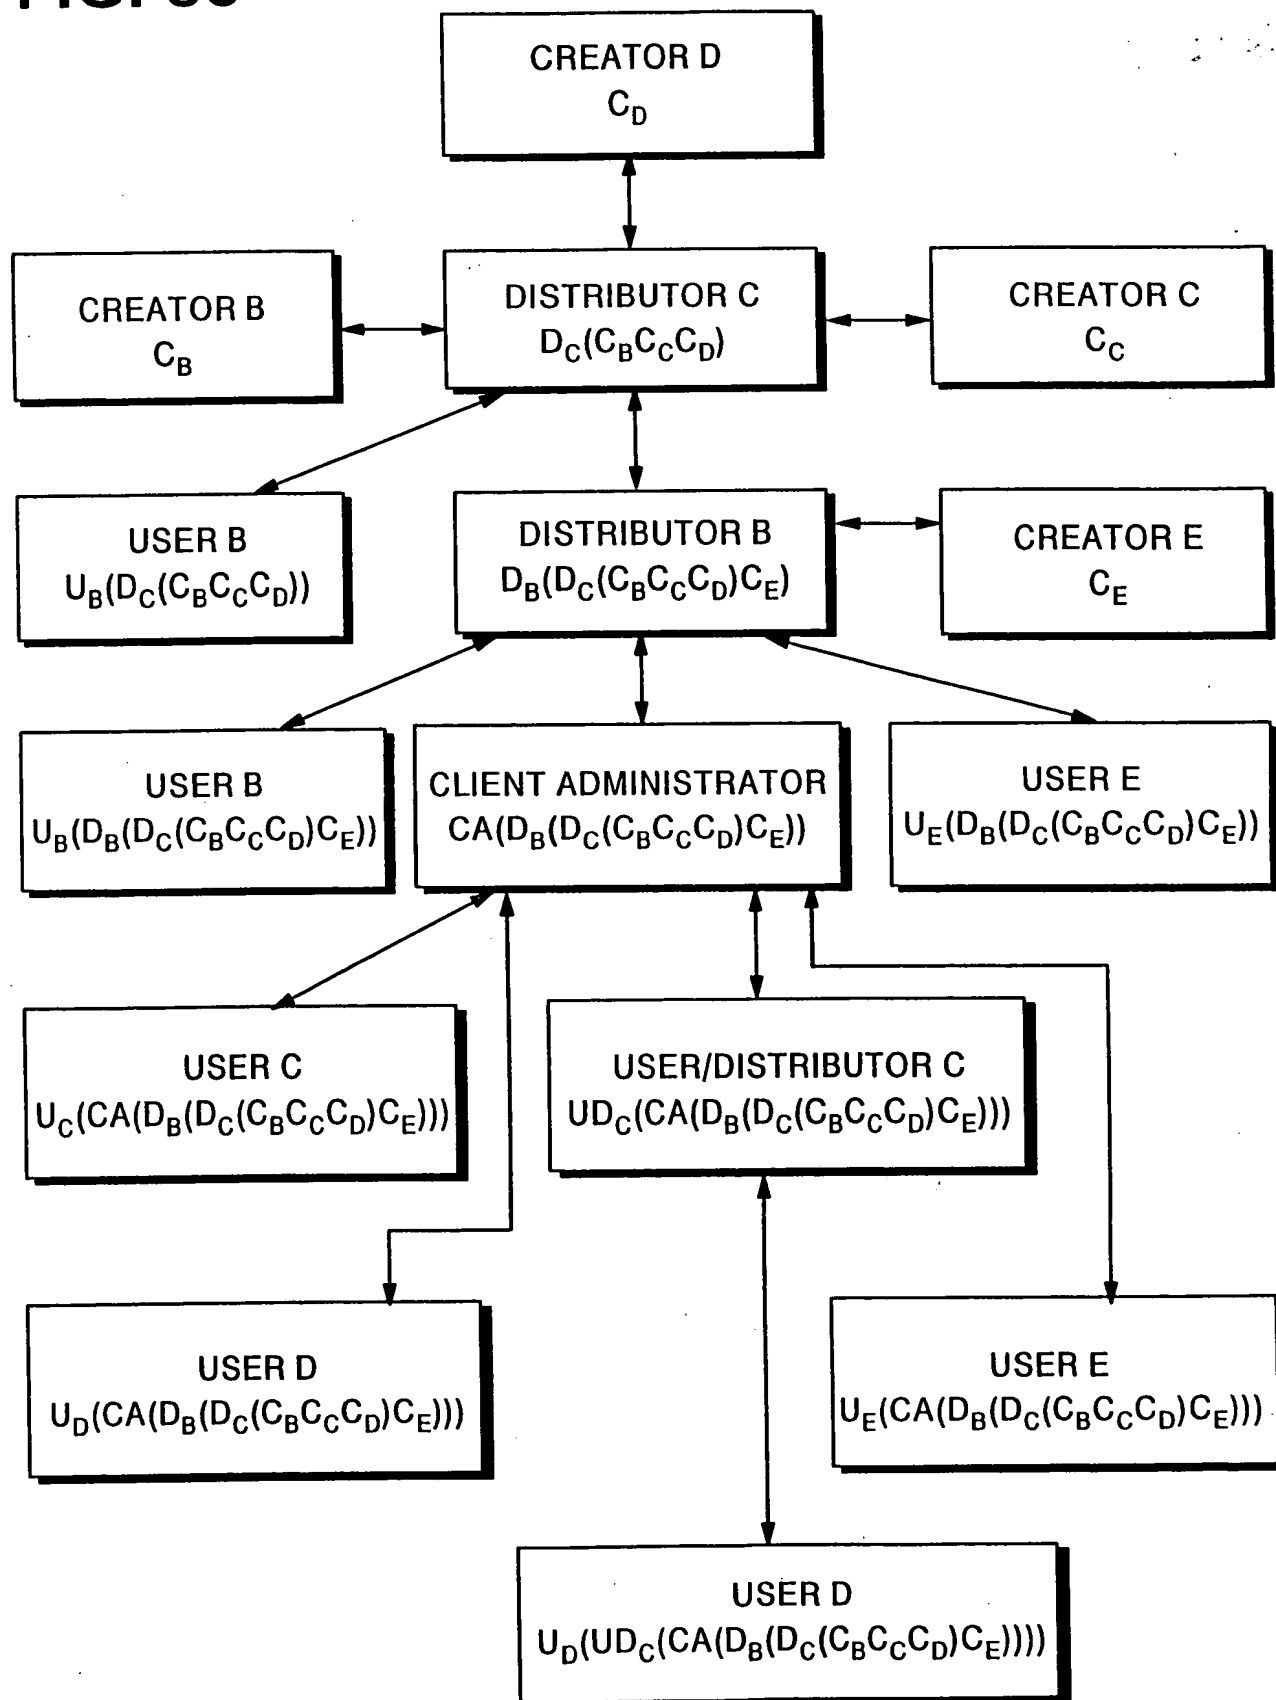 CREATOR D
C_D
CREATOR B
C_B
DISTRIBUTOR C
D_C(C_BC_CC_D)
CREATOR C
C_C
USER B
U_B(D_C(C_BC_CC_D))
DISTRIBUTOR B
D_B(D_C(C_BC_CC_D)C_E)
CREATOR E
C_E
USER B
U_B(D_B(D_C(C_BC_CC_D)C_E))
CLIENT ADMINISTRATOR
CA(D_B(D_C(C_BC_CC_D)C_E))
USER E
U_E(D_B(D_C(C_BC_CC_D)C_E))
USER C
U_C(CA(D_B(D_C(C_BC_CC_D)C_E)))
USER/DISTRIBUTOR C
UD_C(CA(D_B(D_C(C_BC_CC_D)C_E)))
USER D
U_D(CA(D_B(D_C(C_BC_CC_D)C_E)))
USER E
U_E(CA(D_B(D_C(C_BC_CC_D)C_E)))
USER D
U_D(UD_C(CA(D_B(D_C(C_BC_CC_D)C_E))))